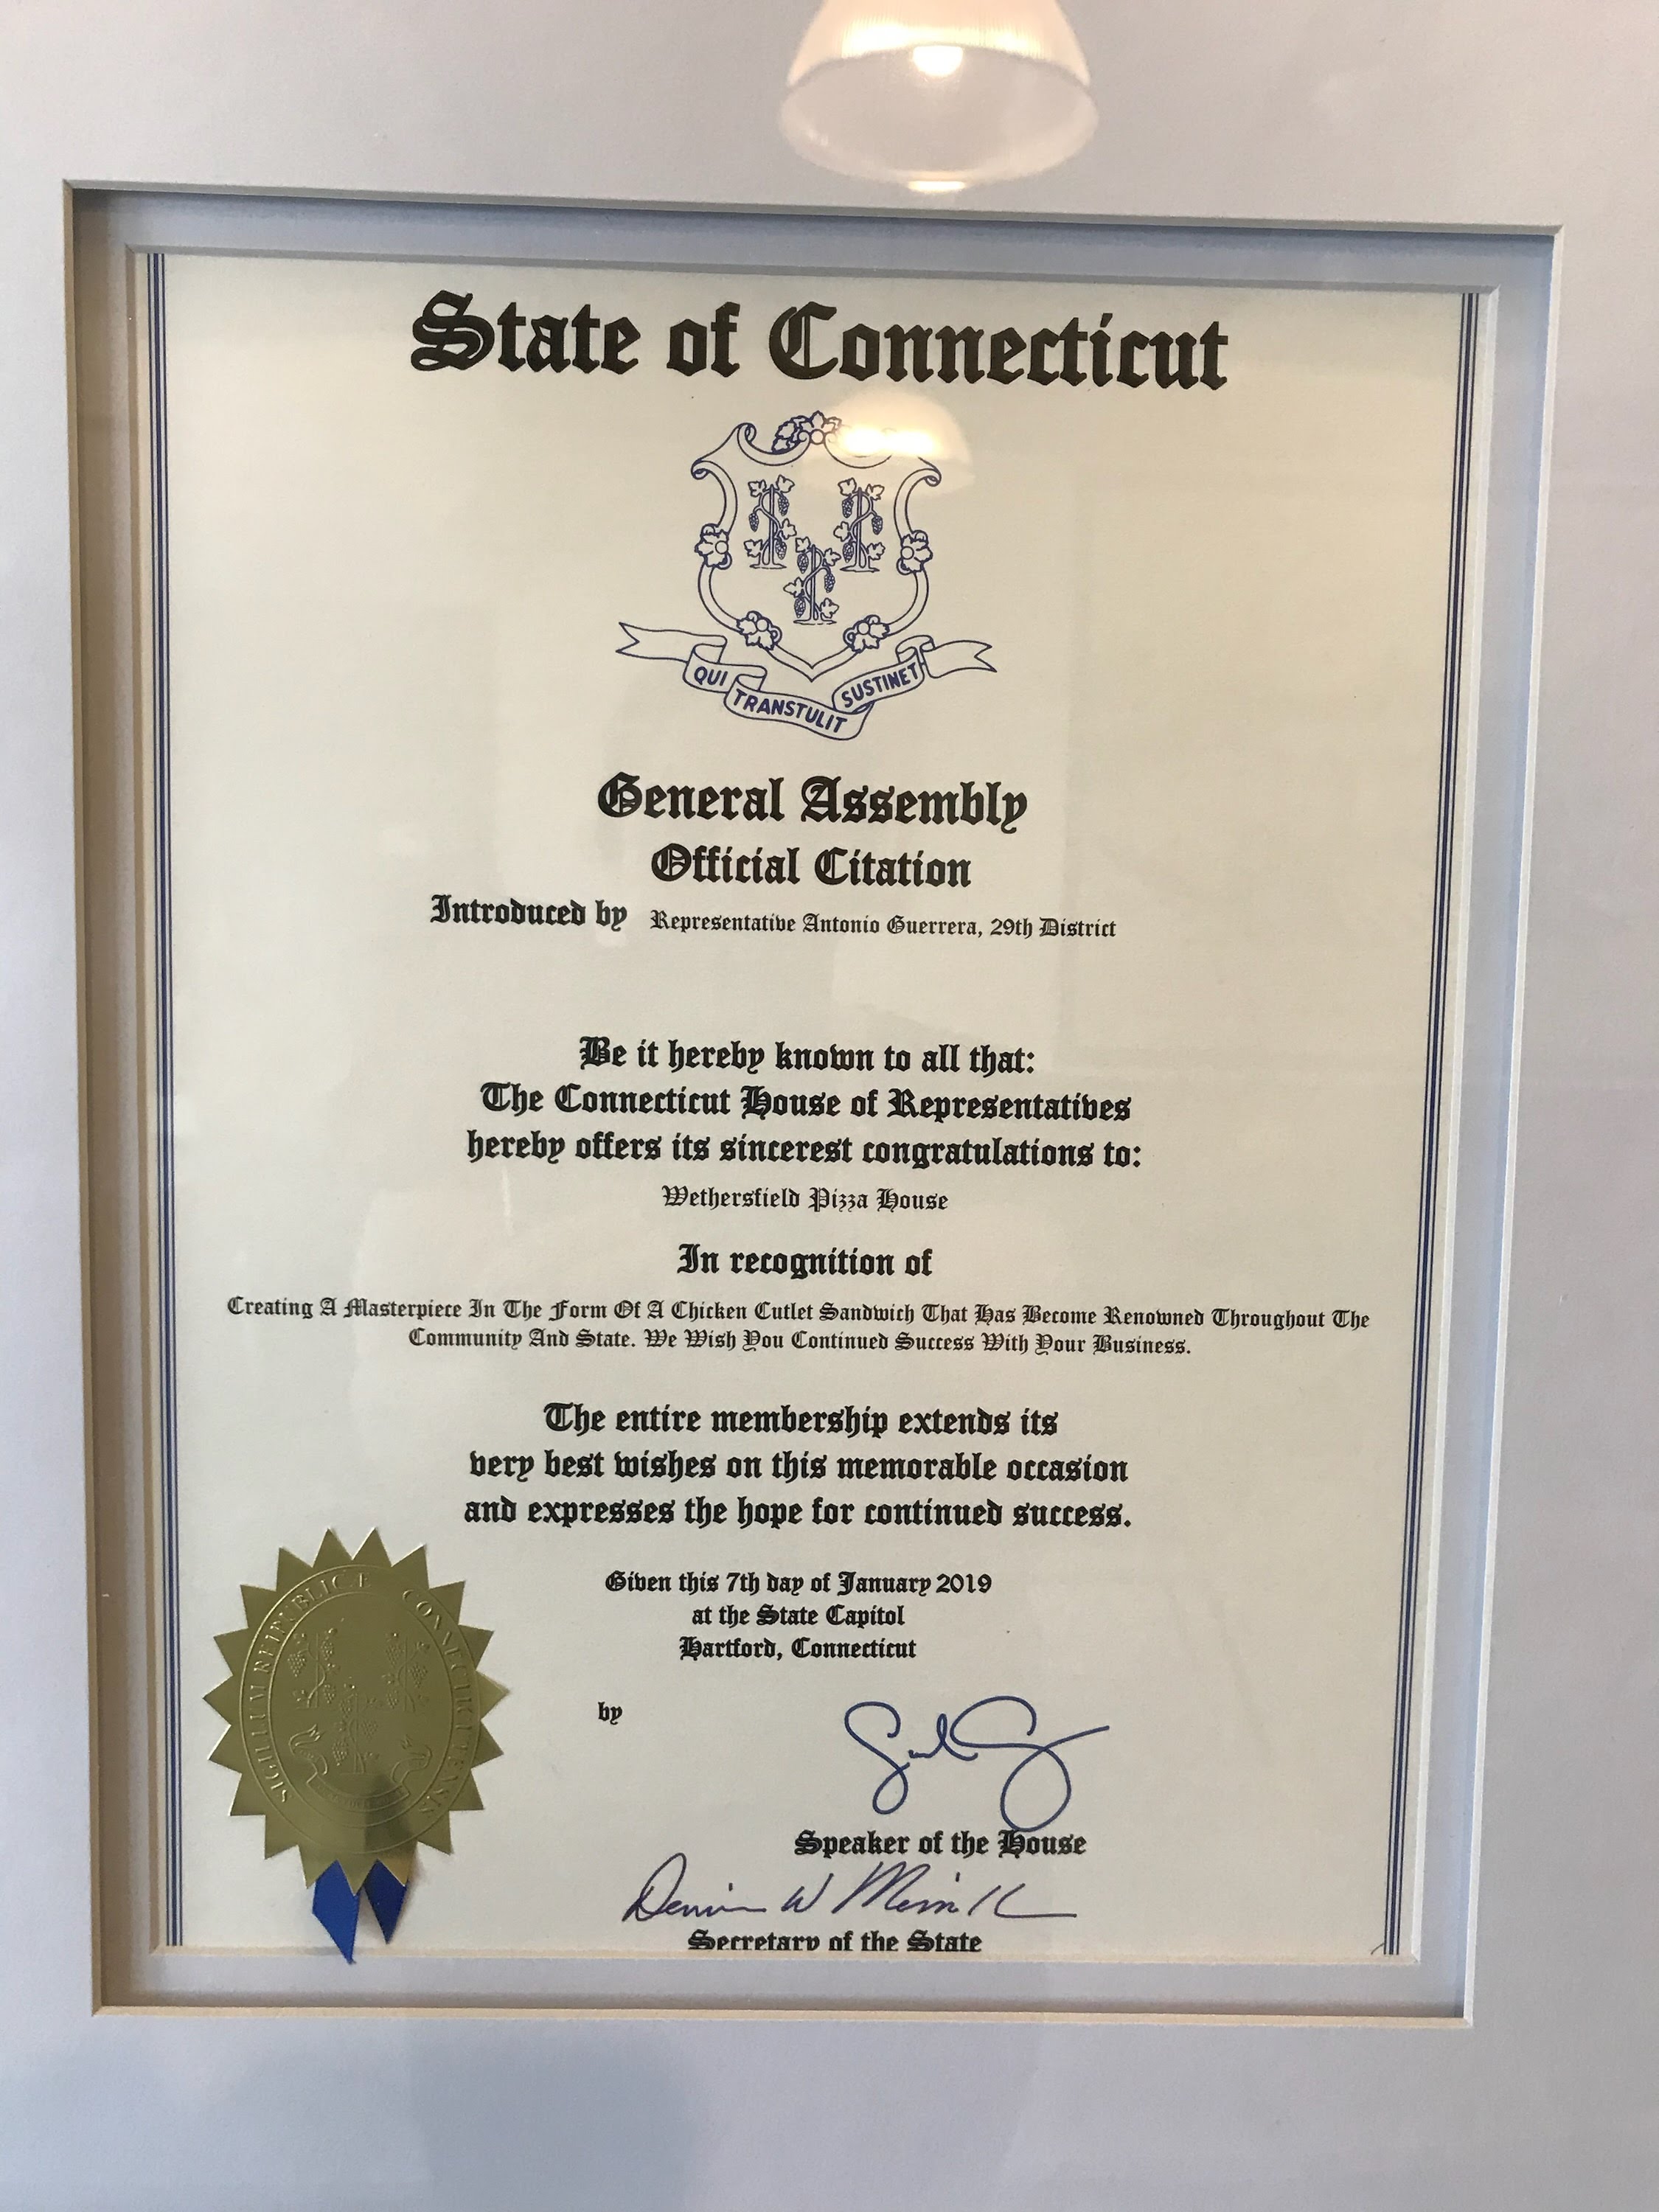 State of Connecticut
QUI
TRANSTULIT
SUSTINET
General Assembly
Official Citation
Introduced by Representative Antonio Guerrera, 29th District
Be it hereby known to all that:
The Connecticut House of Representatives
hereby offers its sincerest congratulations to:
Wethersfield Pizza House
In recognition of
Creating A Masterpiece In The Form Of A Chicken Cutlet Sandwich That Has Become Renowned Throughout The
Community And State. We Wish You Continued Success With Your Business.
The entire membership extends its
very best wishes on this memorable occasion
and expresses the hope for continued success.
Given this 7th day of January 2019
at the State Capitol
Hartford, Connecticut
by
Speaker of the House
Denise W Merrill
Secretary of the State
SIGILLUM REIPUBLICÆ CONNECTICUTENSIS